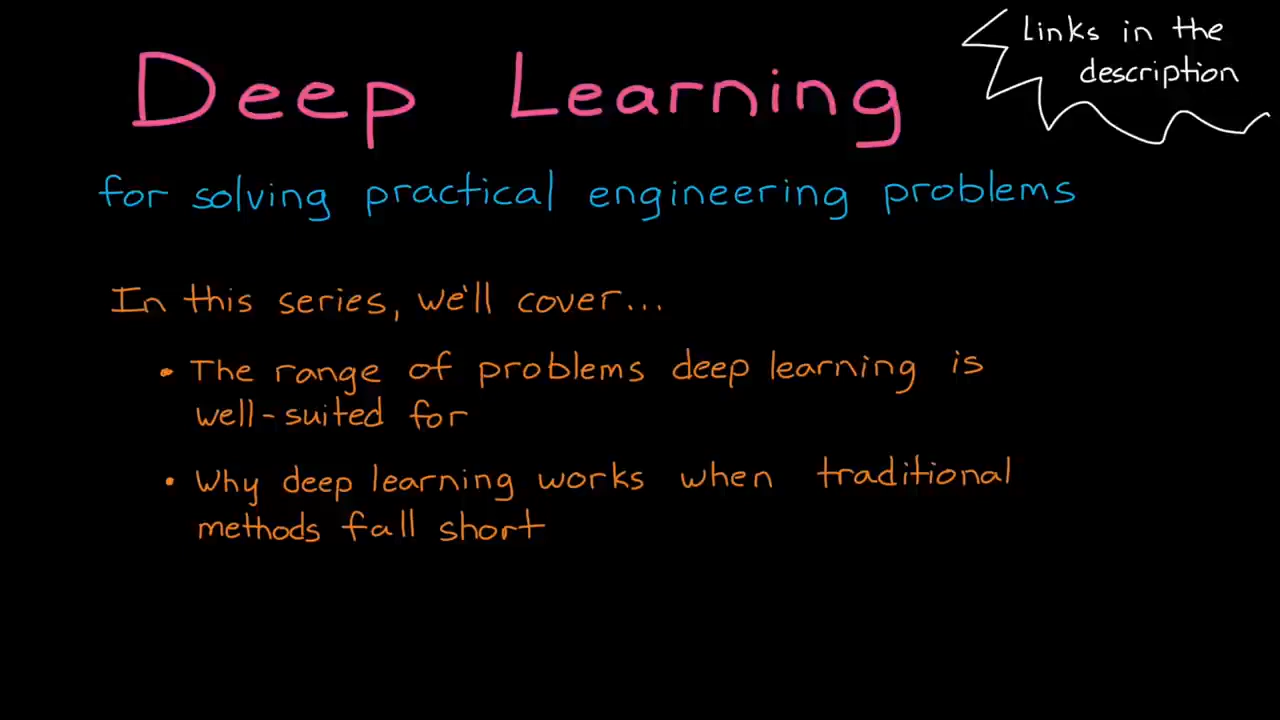 Deep Learning
Links in the
description
for solving practical engineering problems
In this series, we'll cover...
• The range of problems deep learning is
well-suited for
• Why deep learning works when traditional
methods fall short